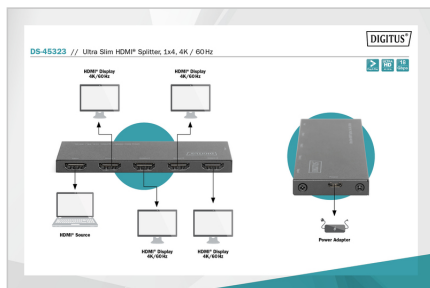 DIGITUS®
DS-45323 // Ultra Slim HDMI® Splitter, 1x4, 4K / 60 Hz
HDMI® Display
4K/60Hz
HDMI® Display
4K/60Hz
DIGITUS
HDMI® Source
HDMI® Display
4K/60Hz
HDMI® Display
4K/60Hz
Power Adapter